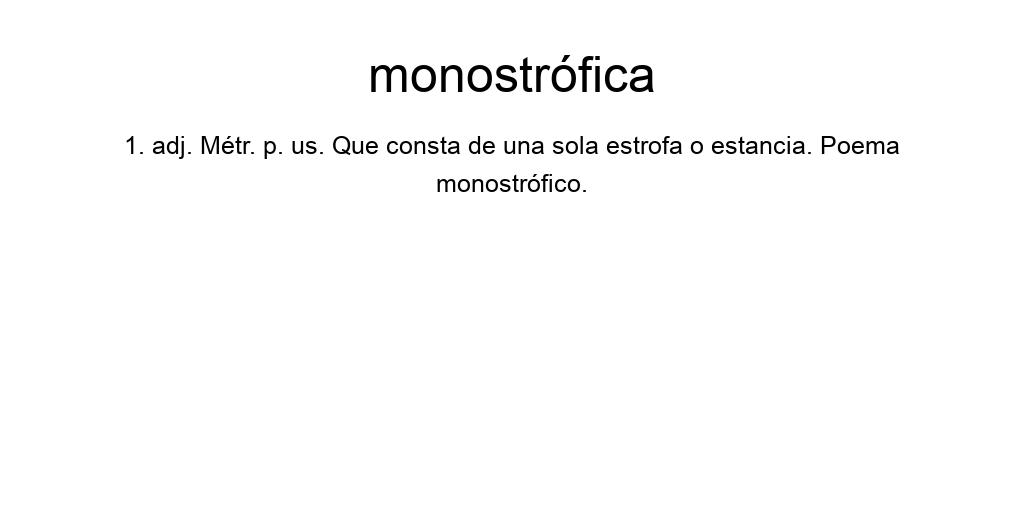 monostrófica
1. adj. Métr. p. us. Que consta de una sola estrofa o estancia. Poema
monostrófico.